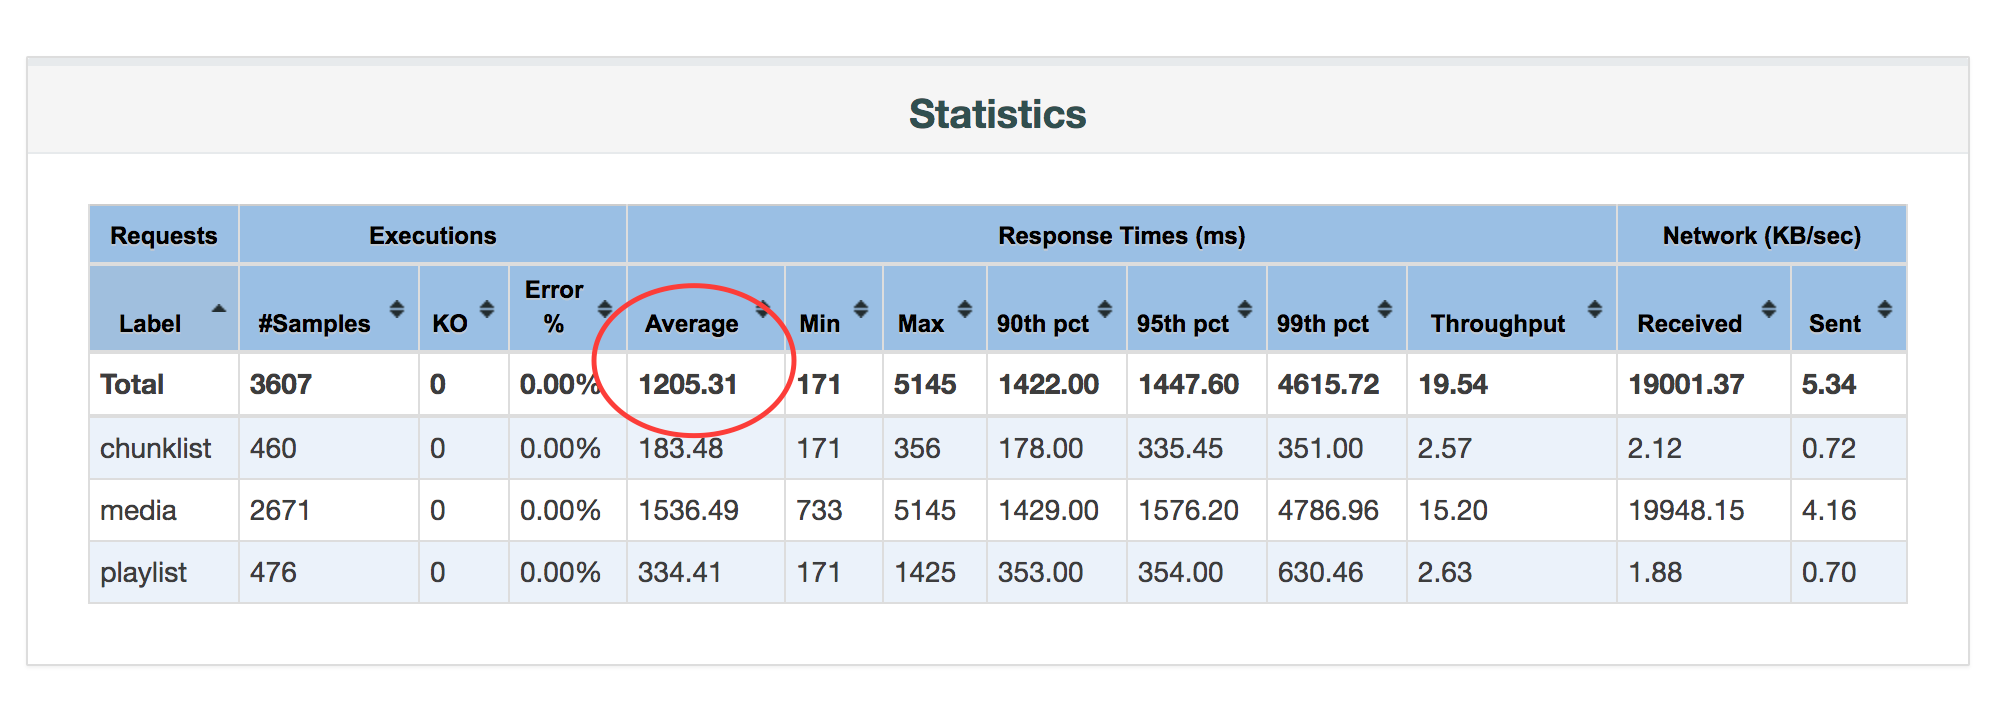 Statistics
Requests Executions Response Times (ms) Network (KB/sec)
Label #Samples KO Error % Average Min Max 90th pct 95th pct 99th pct Throughput Received Sent
Total 3607 0 0.00% 1205.31 171 5145 1422.00 1447.60 4615.72 19.54 19001.37 5.34
chunklist 460 0 0.00% 183.48 171 356 178.00 335.45 351.00 2.57 2.12 0.72
media 2671 0 0.00% 1536.49 733 5145 1429.00 1576.20 4786.96 15.20 19948.15 4.16
playlist 476 0 0.00% 334.41 171 1425 353.00 354.00 630.46 2.63 1.88 0.70